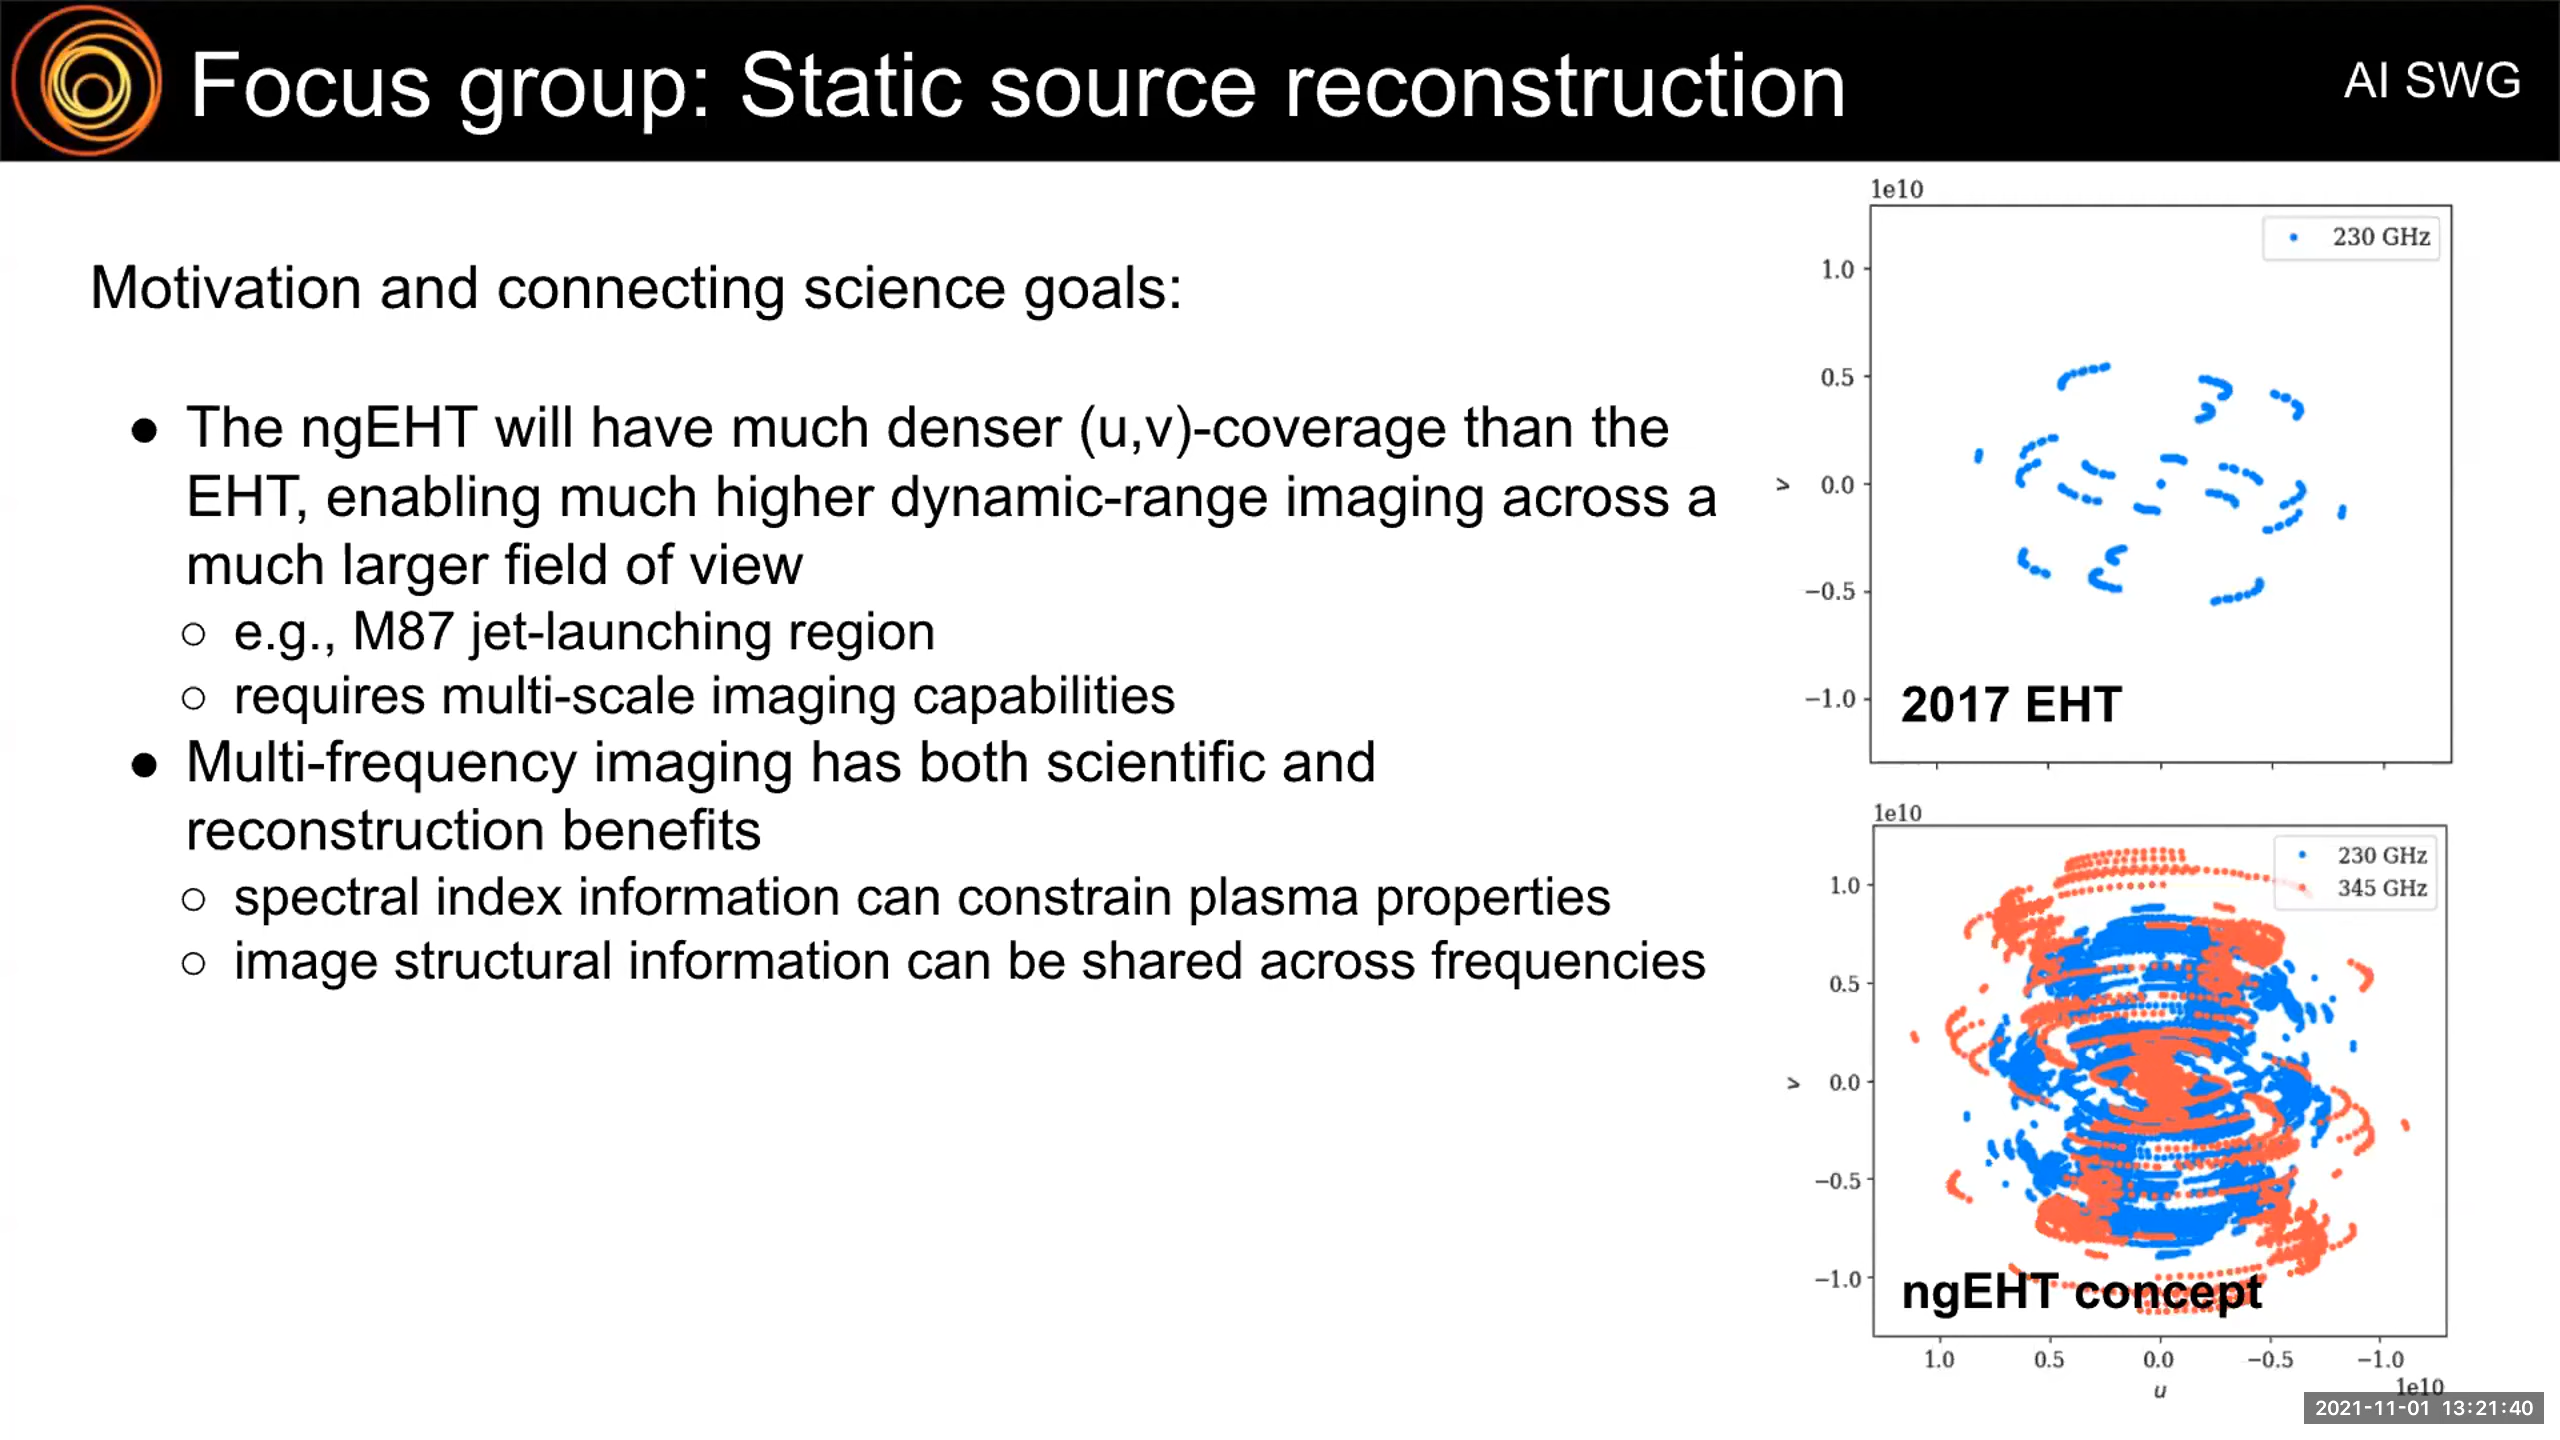 Focus group: Static source reconstruction
AI SWG
Motivation and connecting science goals:
● The ngEHT will have much denser (u,v)-coverage than the
EHT, enabling much higher dynamic-range imaging across a
much larger field of view
○ e.g., M87 jet-launching region
○ requires multi-scale imaging capabilities
● Multi-frequency imaging has both scientific and
reconstruction benefits
○ spectral index information can constrain plasma properties
○ image structural information can be shared across frequencies
1e10
230 GHz
1.0
0.5
v
0.0
−0.5
−1.0
2017 EHT
1e10
230 GHz
345 GHz
1.0
0.5
v
0.0
−0.5
−1.0
ngEHT concept
1.0 0.5 0.0 −0.5 −1.0
u
1e10
2021-11-01 13:21:40